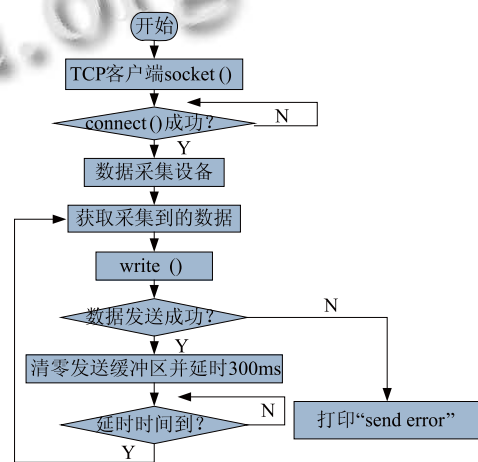 开始
TCP客户端socket ()
connect ()成功?
N
Y
数据采集设备
获取采集到的数据
write ()
数据发送成功?
N
Y
清零发送缓冲区并延时300ms
延时时间到?
N
打印“send error”
Y